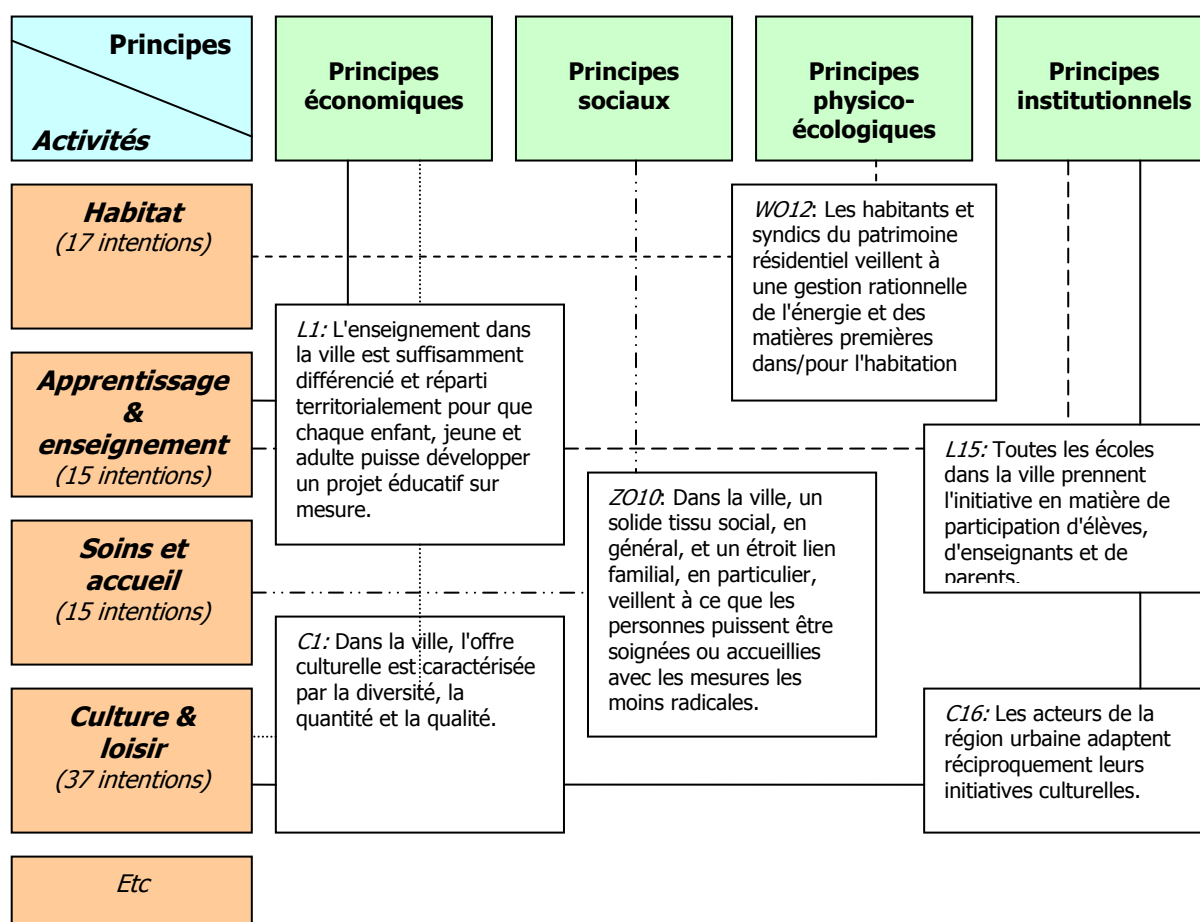 Principes
Activités
Principes
économiques
Principes
sociaux
Principes
physico-
écologiques
Principes
institutionnels
Habitat
(17 intentions)
WO12: Les habitants et
syndics du patrimoine
résidentiel veillent à
une gestion rationnelle
de l'énergie et des
matières premières
dans/pour l'habitation
L1: L'enseignement dans
la ville est suffisamment
différencié et réparti
territorialement pour que
chaque enfant, jeune et
adulte puisse développer
un projet éducatif sur
mesure.
Apprentissage
&
enseignement
(15 intentions)
L15: Toutes les écoles
dans la ville prennent
l'initiative en matière de
participation d'élèves,
d'enseignants et de
parents.
ZO10: Dans la ville, un
solide tissu social, en
général, et un étroit lien
familial, en particulier,
veillent à ce que les
personnes puissent être
soignées ou accueillies
avec les mesures les
moins radicales.
Soins et
accueil
(15 intentions)
C1: Dans la ville, l'offre
culturelle est caractérisée
par la diversité, la
quantité et la qualité.
Culture &
loisir
(37 intentions)
C16: Les acteurs de la
région urbaine adaptent
réciproquement leurs
initiatives culturelles.
Etc